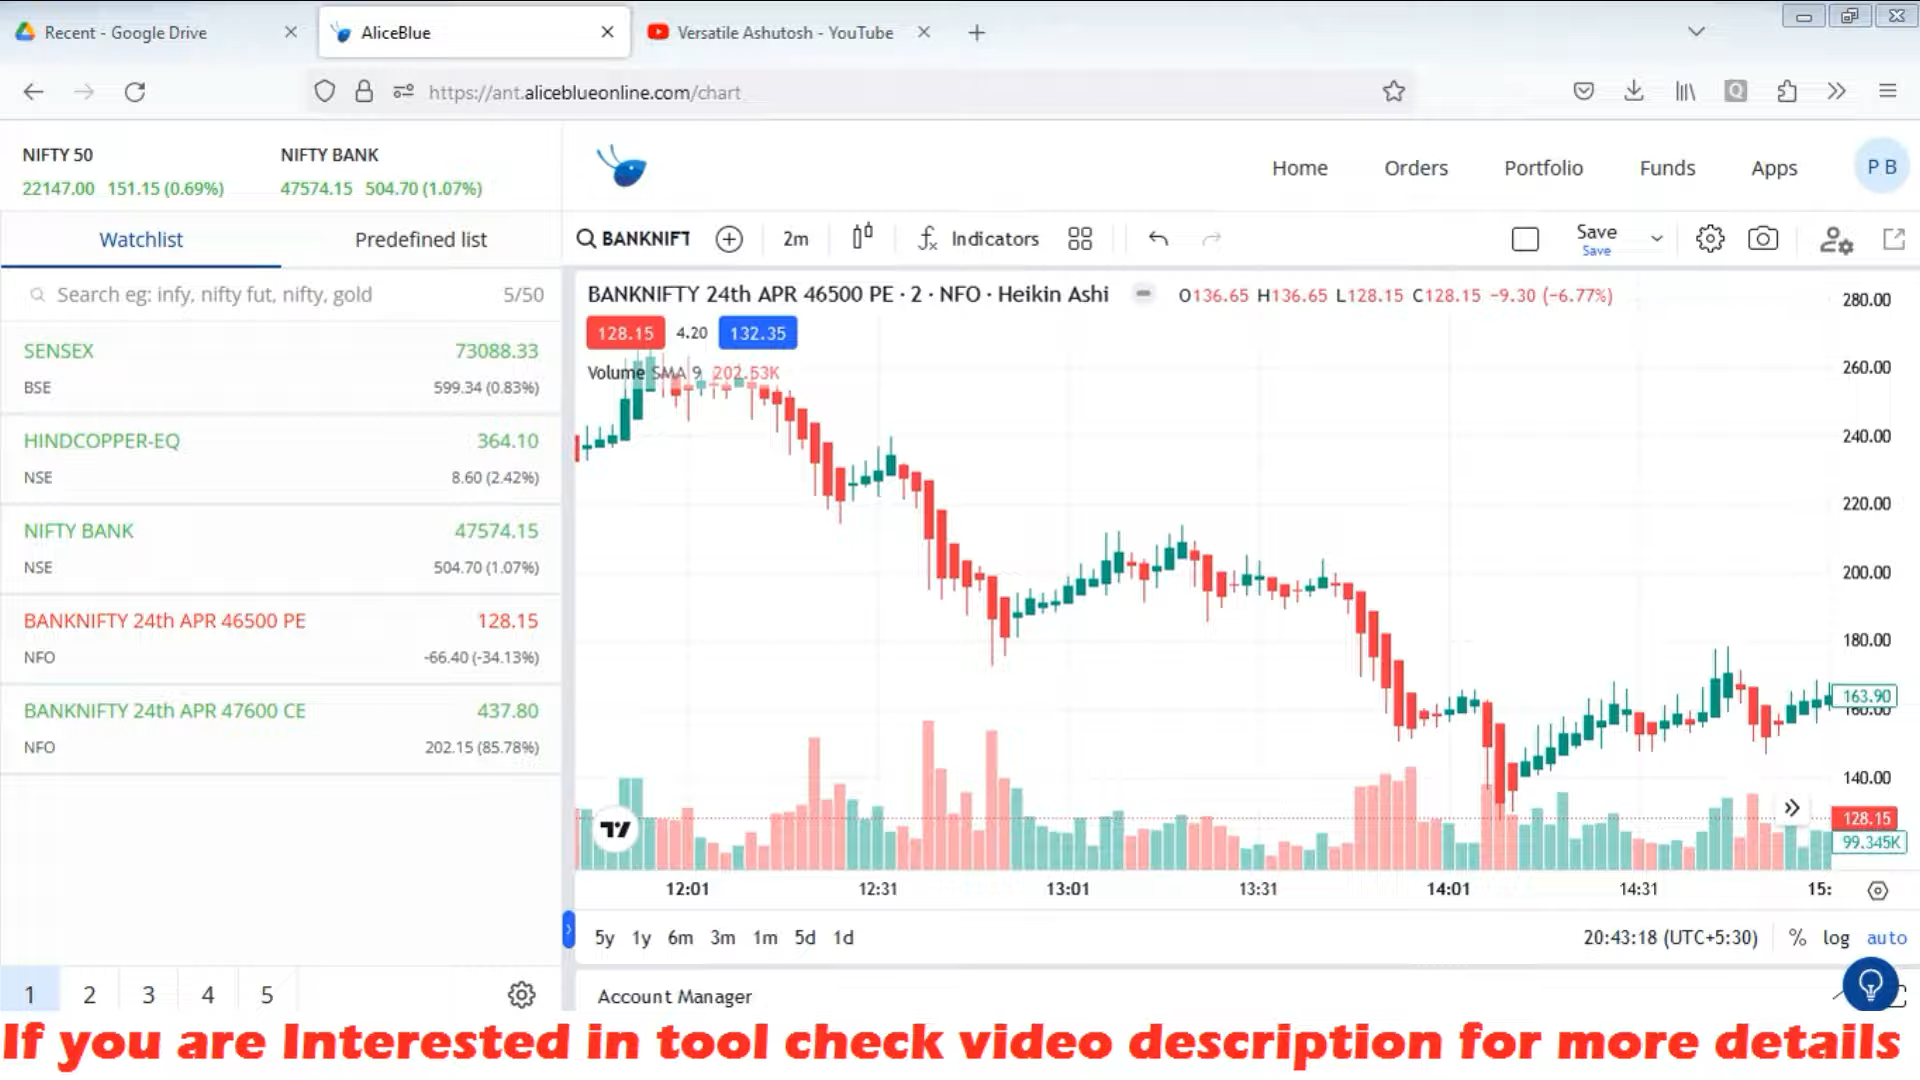 Recent - Google Drive
AliceBlue
Versatile Ashutosh - YouTube
https://ant.aliceblueonline.com/chart
NIFTY 50
22147.00 151.15 (0.69%)
NIFTY BANK
47574.15 504.70 (1.07%)
Home
Orders
Portfolio
Funds
Apps
P B
Watchlist
Predefined list
BANKNIFT
2m
Indicators
Save
Save
Search eg: infy, nifty fut, nifty, gold
5/50
SENSEX
73088.33
BSE
599.34 (0.83%)
HINDCOPPER-EQ
364.10
NSE
8.60 (2.42%)
NIFTY BANK
47574.15
NSE
504.70 (1.07%)
BANKNIFTY 24th APR 46500 PE
128.15
NFO
-66.40 (-34.13%)
BANKNIFTY 24th APR 47600 CE
437.80
NFO
202.15 (85.78%)
1
2
3
4
5
BANKNIFTY 24th APR 46500 PE · 2 · NFO · Heikin Ashi
O136.65 H136.65 L128.15 C128.15 −9.30 (−6.77%)
128.15
4.20
132.35
Volume SMA 9 202.53K
280.00
260.00
240.00
220.00
200.00
180.00
163.90
160.00
140.00
128.15
99.345K
12:01
12:31
13:01
13:31
14:01
14:31
15:
5y
1y
6m
3m
1m
5d
1d
20:43:18 (UTC+5:30)
%
log
auto
Account Manager
If you are Interested in tool check video description for more details